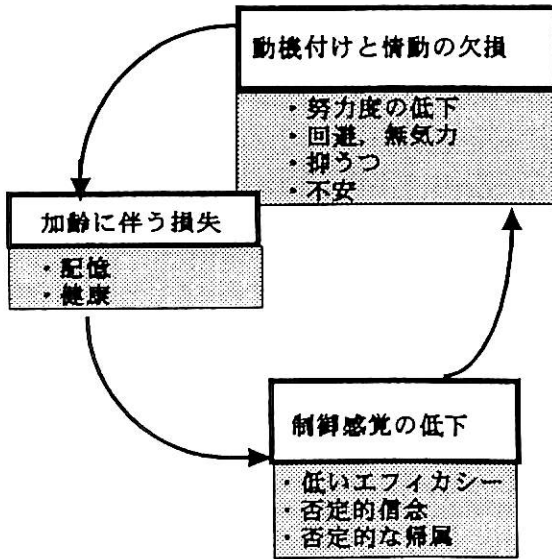 動機付けと情動の欠損
・努力度の低下
・回避，無気力
・抑うつ
・不安
加齢に伴う損失
・記憶
・健康
制御感覚の低下
・低いエフィカシー
・否定的信念
・否定的な帰属